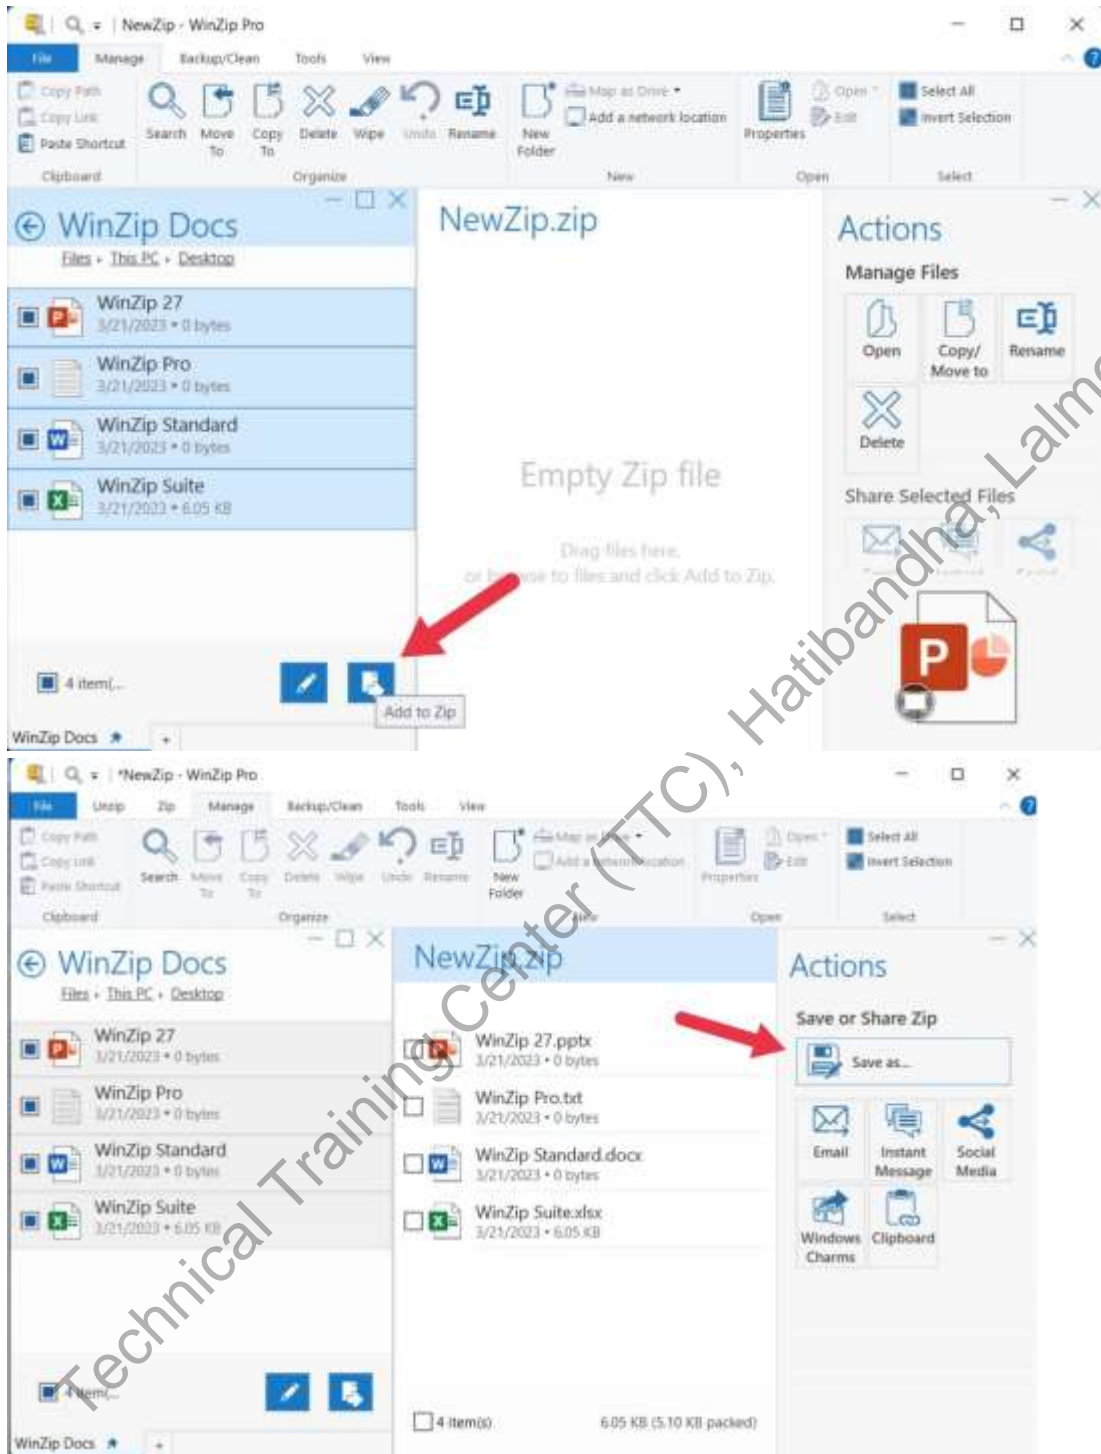 NewZip - WinZip Pro
File Manage Backup/Clean Tools View
Copy Path
Copy Link
Paste Shortcut
Search
Move To
Copy To
Delete
Wipe
Undo
Rename
New Folder
Map as Drive
Add a network location
Properties
Open
Edit
Select All
Invert Selection
Clipboard Organize New Open Select
WinZip Docs
Files ▸ This PC ▸ Desktop
WinZip 27
3/21/2023 • 0 bytes
WinZip Pro
3/21/2023 • 0 bytes
WinZip Standard
3/21/2023 • 0 bytes
WinZip Suite
3/21/2023 • 6.05 KB
4 item(...
Add to Zip
WinZip Docs +
NewZip.zip
Empty Zip file
Drag files here,
or browse to files and click Add to Zip.
Actions
Manage Files
Open
Copy/
Move to
Rename
Delete
Share Selected Files
*NewZip - WinZip Pro
File Unzip Zip Manage Backup/Clean Tools View
Copy Path
Copy Link
Paste Shortcut
Search
Move To
Copy To
Delete
Wipe
Undo
Rename
New Folder
Map as Drive
Add a network location
Properties
Open
Edit
Select All
Invert Selection
Clipboard Organize New Open Select
WinZip Docs
Files ▸ This PC ▸ Desktop
WinZip 27
3/21/2023 • 0 bytes
WinZip Pro
3/21/2023 • 0 bytes
WinZip Standard
3/21/2023 • 0 bytes
WinZip Suite
3/21/2023 • 6.05 KB
4 item(...
WinZip Docs +
NewZip.zip
WinZip 27.pptx
3/21/2023 • 0 bytes
WinZip Pro.txt
3/21/2023 • 0 bytes
WinZip Standard.docx
3/21/2023 • 0 bytes
WinZip Suite.xlsx
3/21/2023 • 6.05 KB
4 item(s) 6.05 KB (5.10 KB packed)
Actions
Save or Share Zip
Save as...
Email
Instant
Message
Social
Media
Windows
Charms
Clipboard
Technical Training Center (TTC), Hatibandha, Lalmo